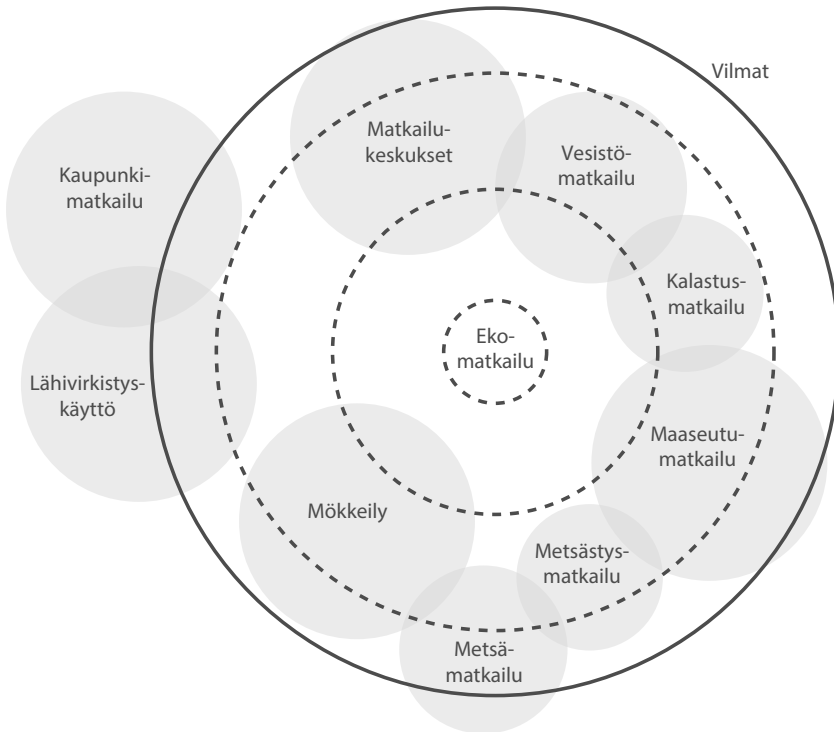 Vilmat
Matkailu-
keskukset
Vesistö-
matkailu
Kaupunki-
matkailu
Kalastus-
matkailu
Eko-
matkailu
Lähivirkistys-
käyttö
Maaseutu-
matkailu
Mökkeily
Metsästys-
matkailu
Metsä-
matkailu